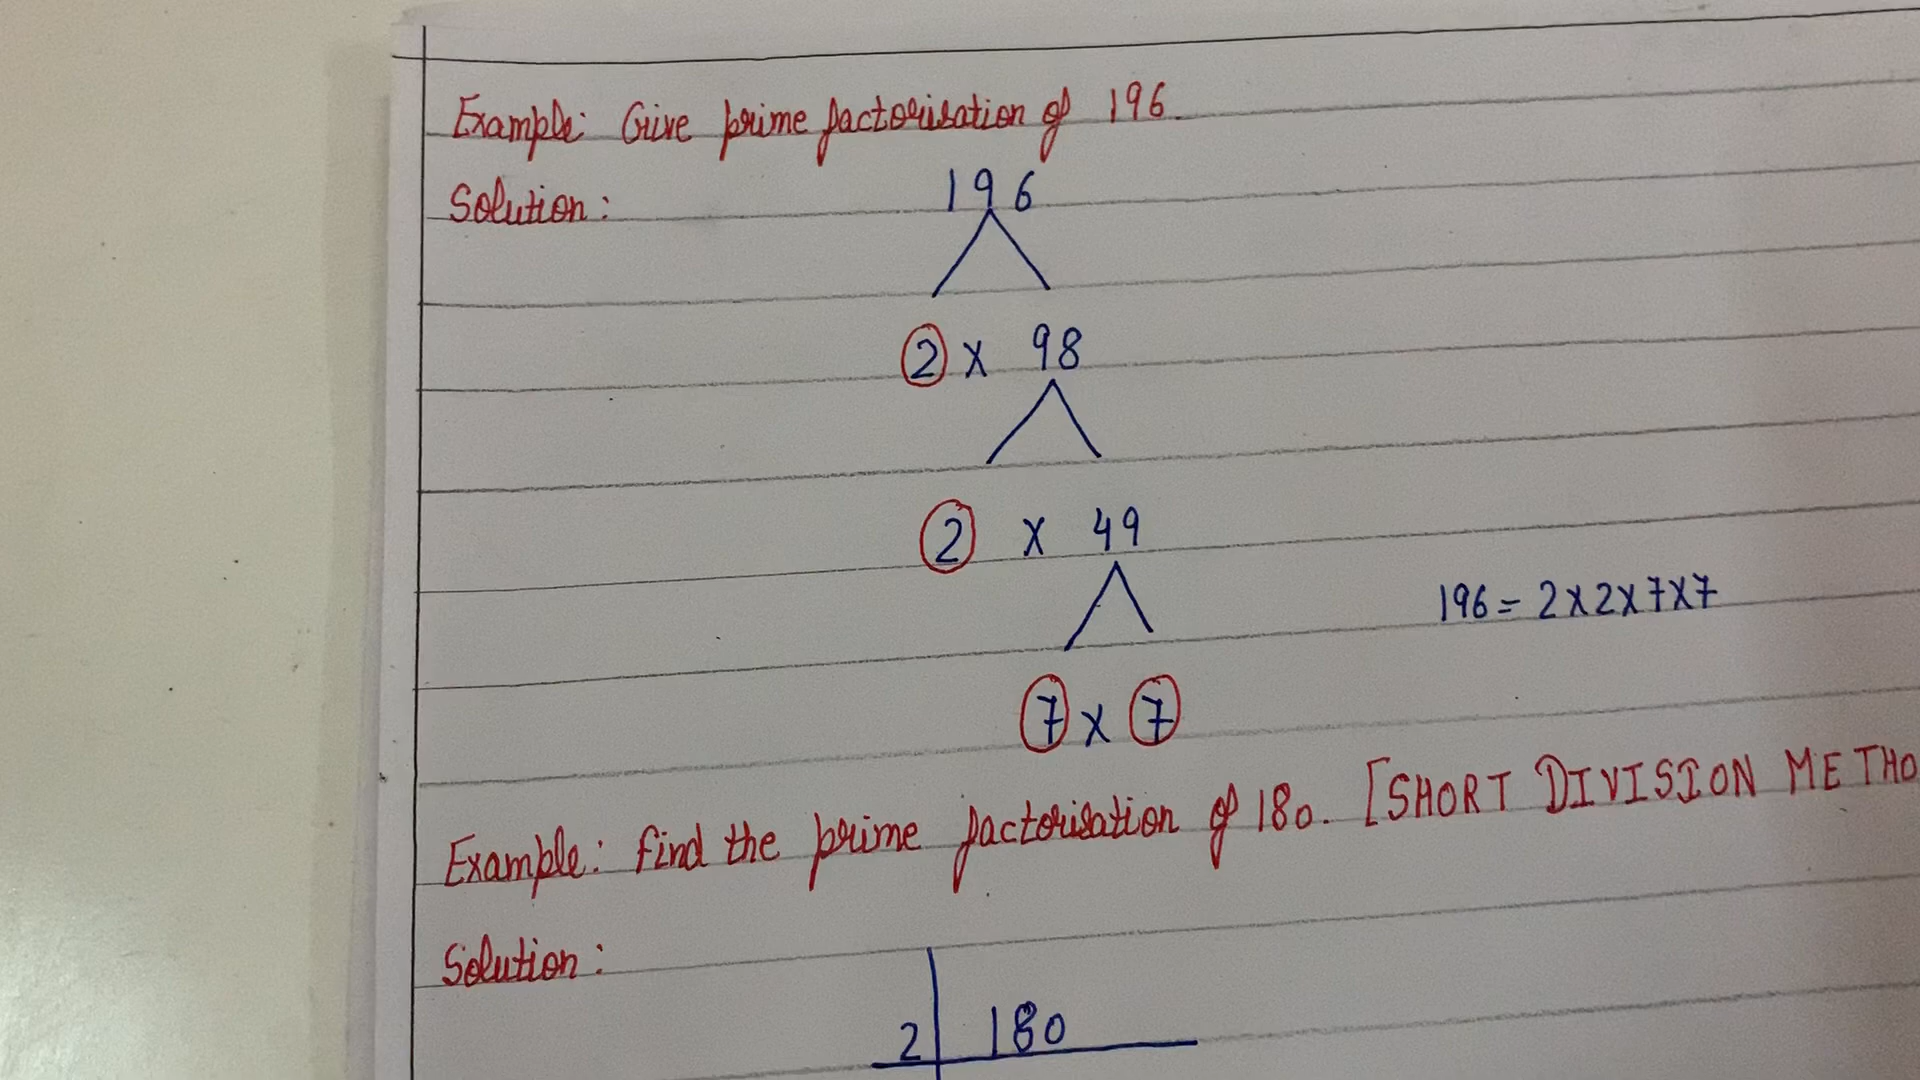 Example: Give prime factorisation of 196.
Solution:
196
2 x 98
2 x 49
196 = 2x2x7x7
7 x 7
Example: find the prime factorisation of 180. [SHORT DIVISION METHO
Solution:
2 180